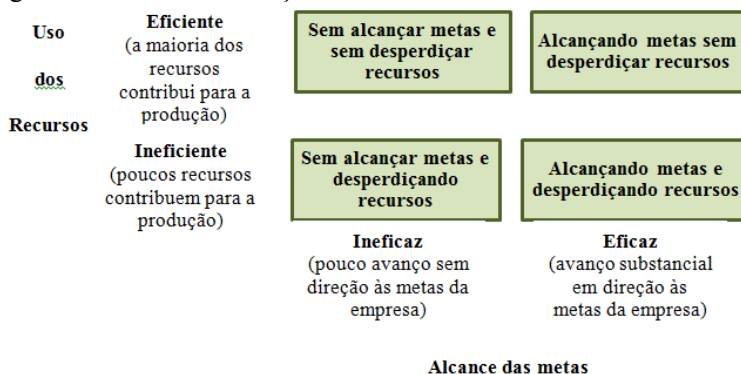 Uso
dos
Recursos
Eficiente
(a maioria dos
recursos
contribui para a
produção)
Sem alcançar metas e
sem desperdiçar
recursos
Alcançando metas sem
desperdiçar recursos
Ineficiente
(poucos recursos
contribuem para a
produção)
Sem alcançar metas e
desperdiçando
recursos
Alcançando metas e
desperdiçando recursos
Ineficaz
(pouco avanço sem
direção às metas da
empresa)
Eficaz
(avanço substancial
em direção às
metas da empresa)
Alcance das metas